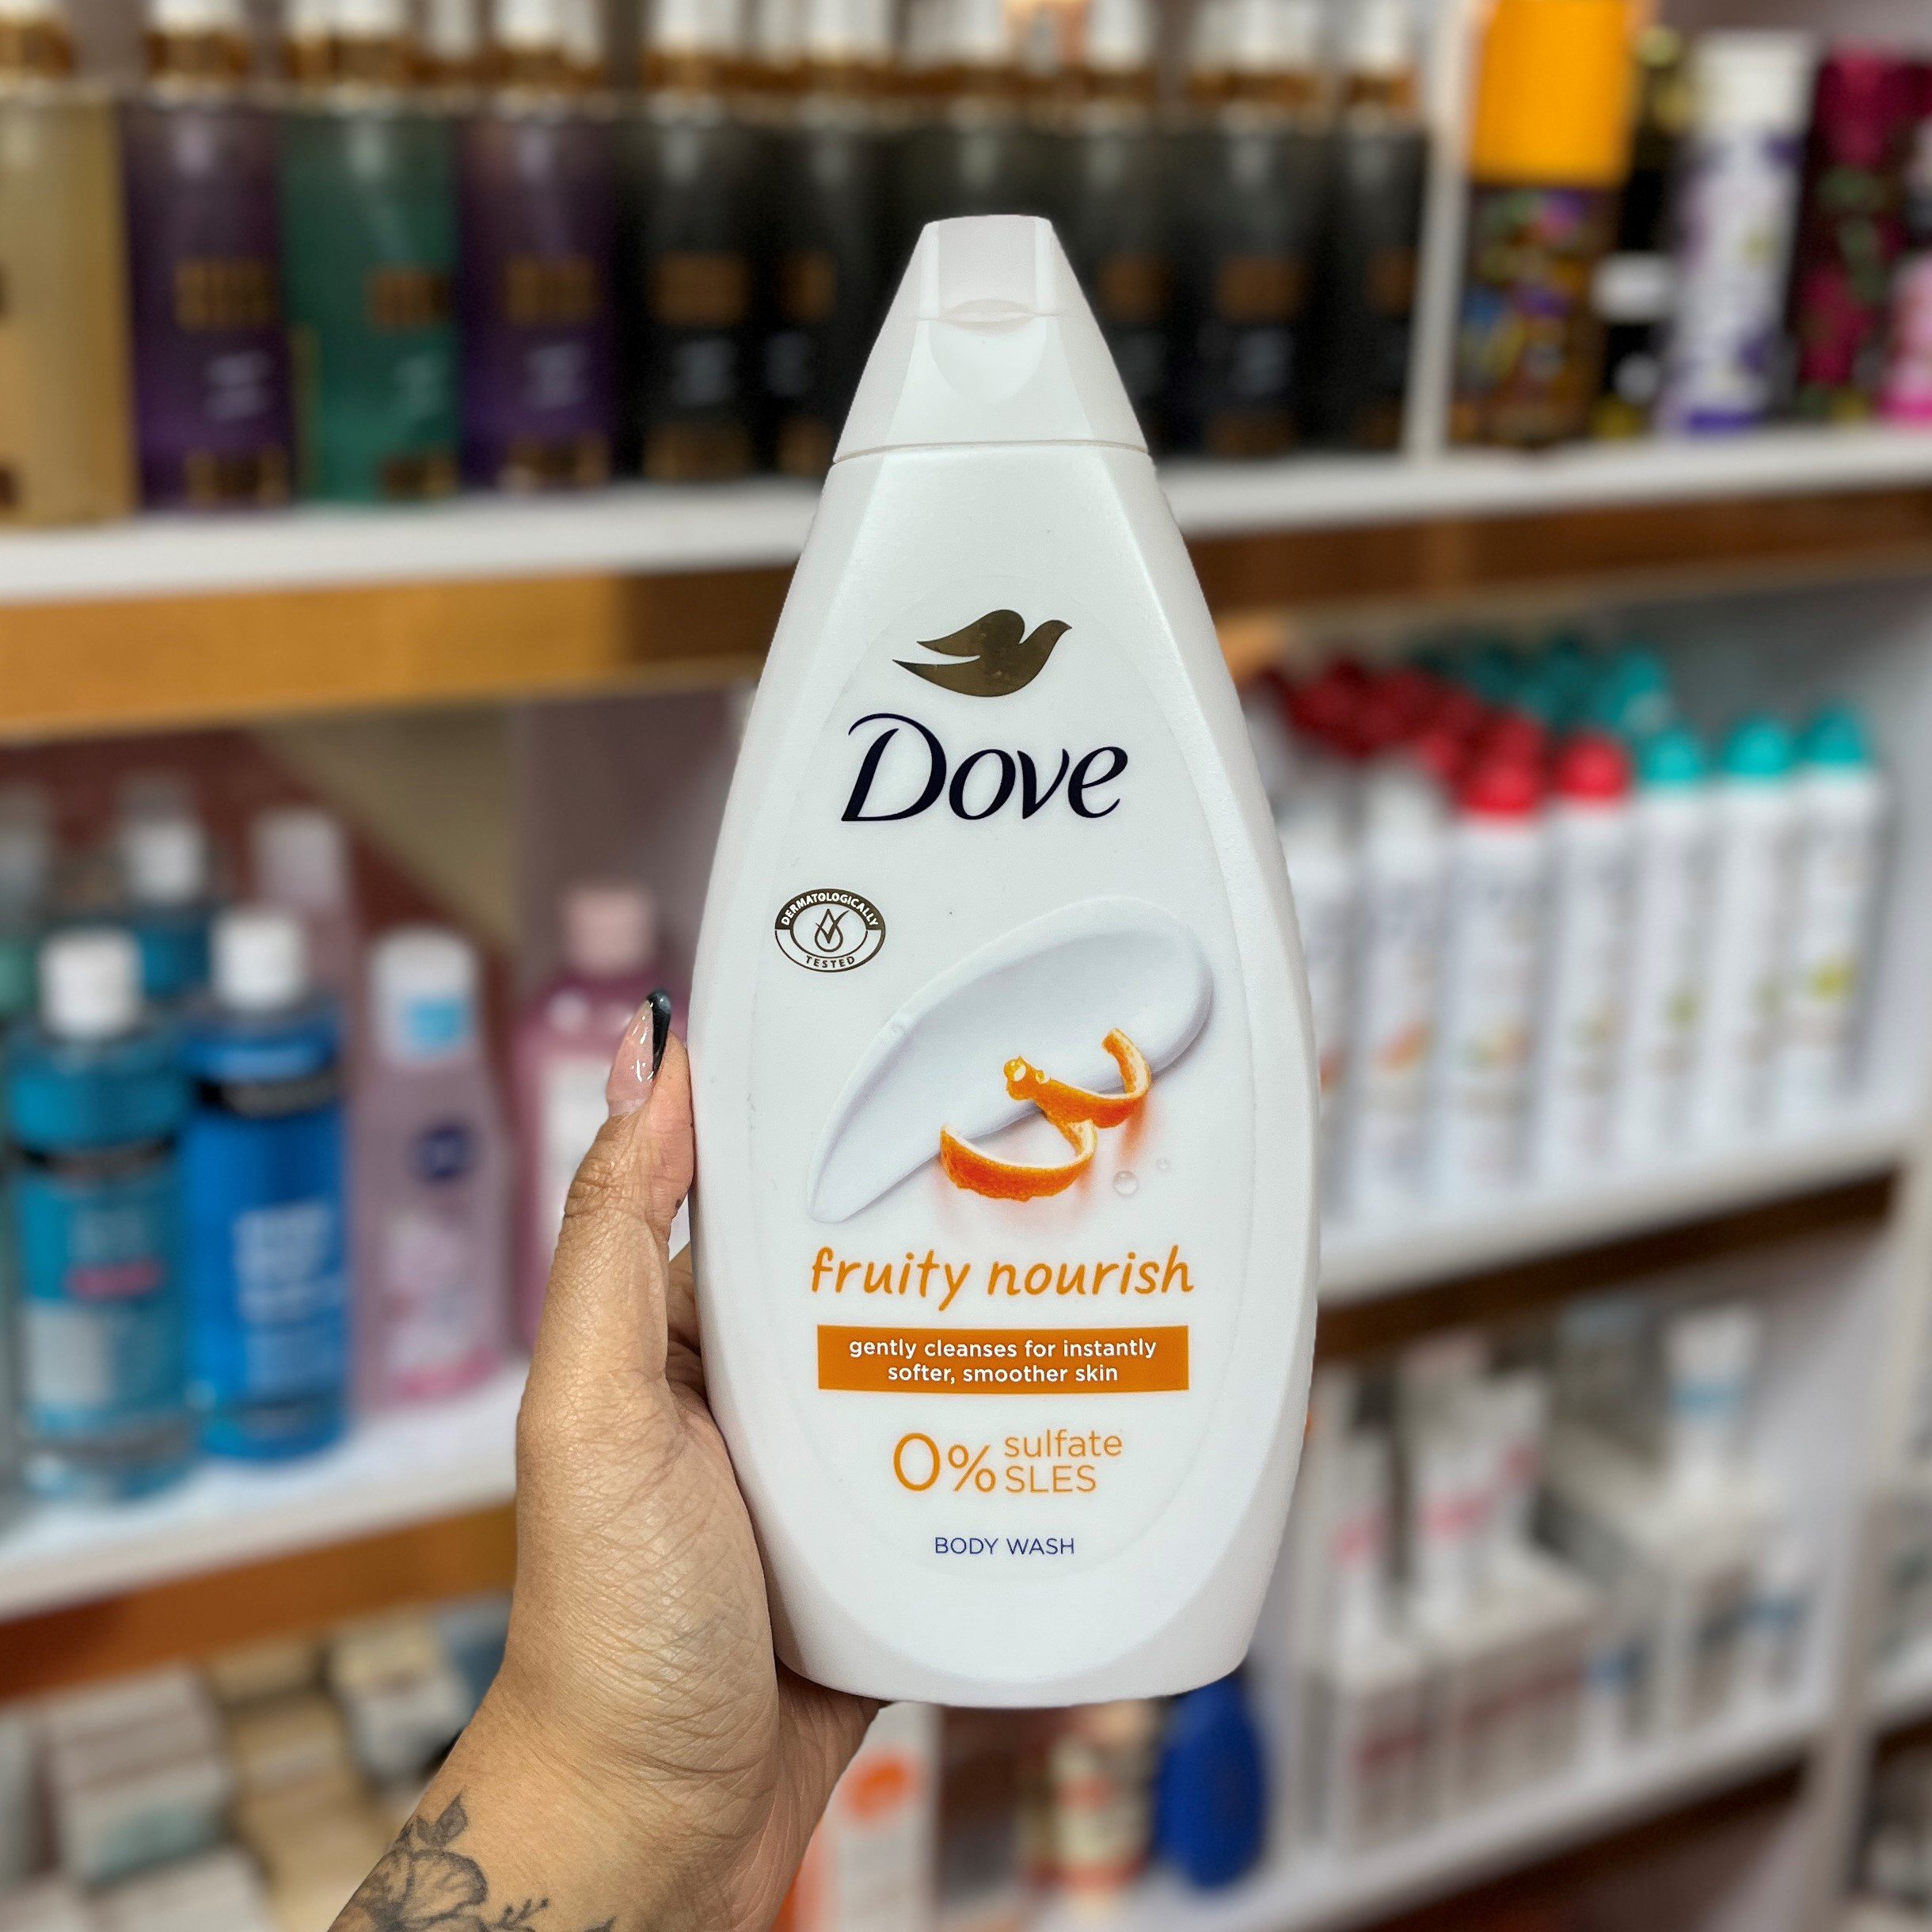 Dove
DERMATOLOGICALLY
TESTED
fruity nourish
gently cleanses for instantly
softer, smoother skin
0% sulfate
SLES
BODY WASH